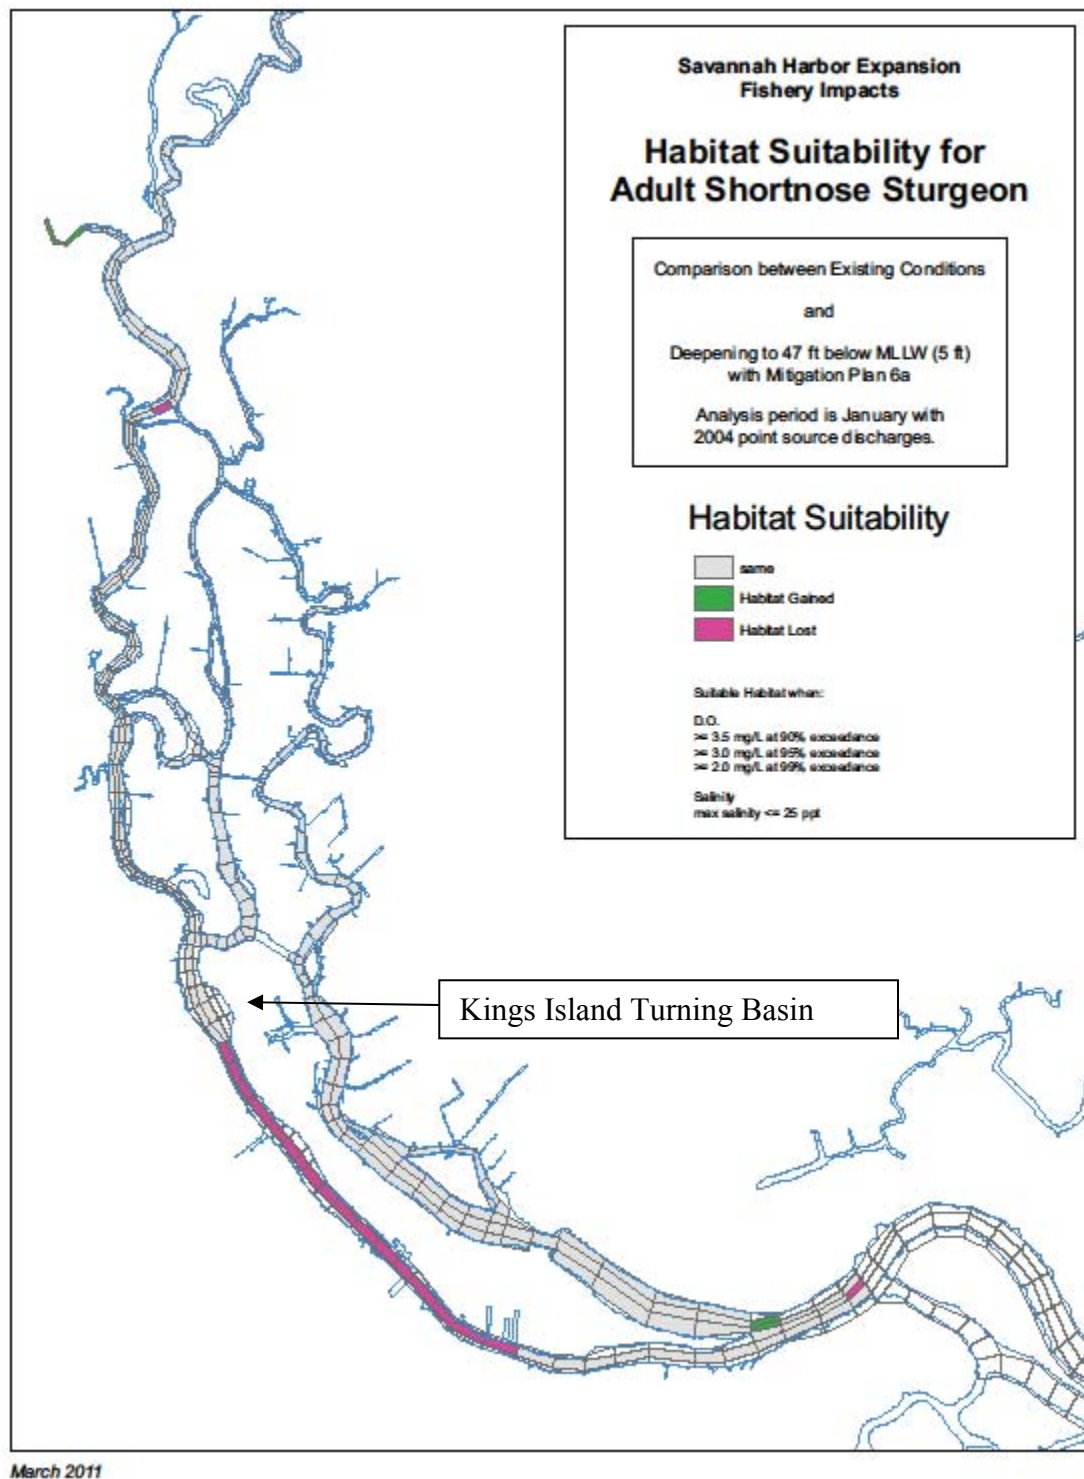 Savannah Harbor Expansion
Fishery Impacts
Habitat Suitability for
Adult Shortnose Sturgeon
Comparison between Existing Conditions
and
Deepening to 47 ft below MLLW (5 ft)
with Mitigation Plan 6a
Analysis period is January with
2004 point source discharges.
Habitat Suitability
same
Habitat Gained
Habitat Lost
Suitable Habitat when:
D.O.
>= 3.5 mg/L at 90% exceedance
>= 3.0 mg/L at 95% exceedance
>= 2.0 mg/L at 99% exceedance
Salinity
max salinity <= 25 ppt
Kings Island Turning Basin
March 2011